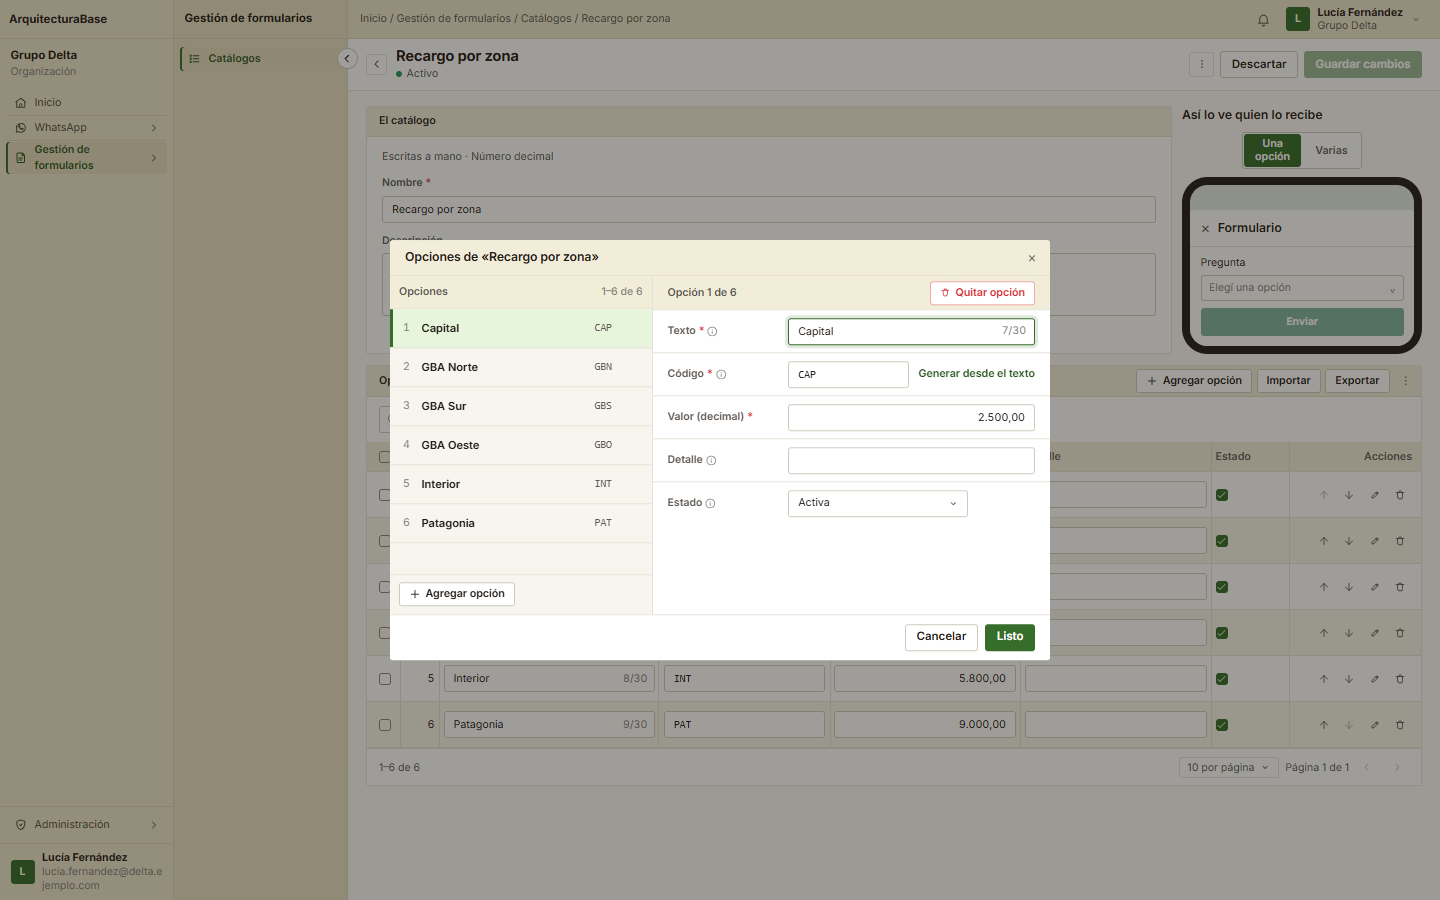 ArquitecturaBase
Grupo Delta
Organización
Inicio
WhatsApp
Gestión de
formularios
Administración
Lucía Fernández
lucia.fernandez@delta.e
jemplo.com
L
Gestión de formularios
Catálogos
Inicio / Gestión de formularios / Catálogos / Recargo por zona
L
Lucía Fernández
Grupo Delta
Recargo por zona
Activo
Descartar
Guardar cambios
El catálogo
Escritas a mano · Número decimal
Nombre *
Recargo por zona
Así lo ve quien lo recibe
Una
opción
Varias
Formulario
Pregunta
Elegí una opción
Enviar
Agregar opción
Importar
Exportar
Estado
Acciones
Opciones de «Recargo por zona»
Opciones
1–6 de 6
1 Capital CAP
2 GBA Norte GBN
3 GBA Sur GBS
4 GBA Oeste GBO
5 Interior INT
6 Patagonia PAT
Agregar opción
Opción 1 de 6
Quitar opción
Texto *
Capital
7/30
Código *
CAP
Generar desde el texto
Valor (decimal) *
2.500,00
Detalle
Estado
Activa
Cancelar
Listo
5 Interior 8/30 INT 5.800,00
6 Patagonia 9/30 PAT 9.000,00
1–6 de 6
10 por página
Página 1 de 1